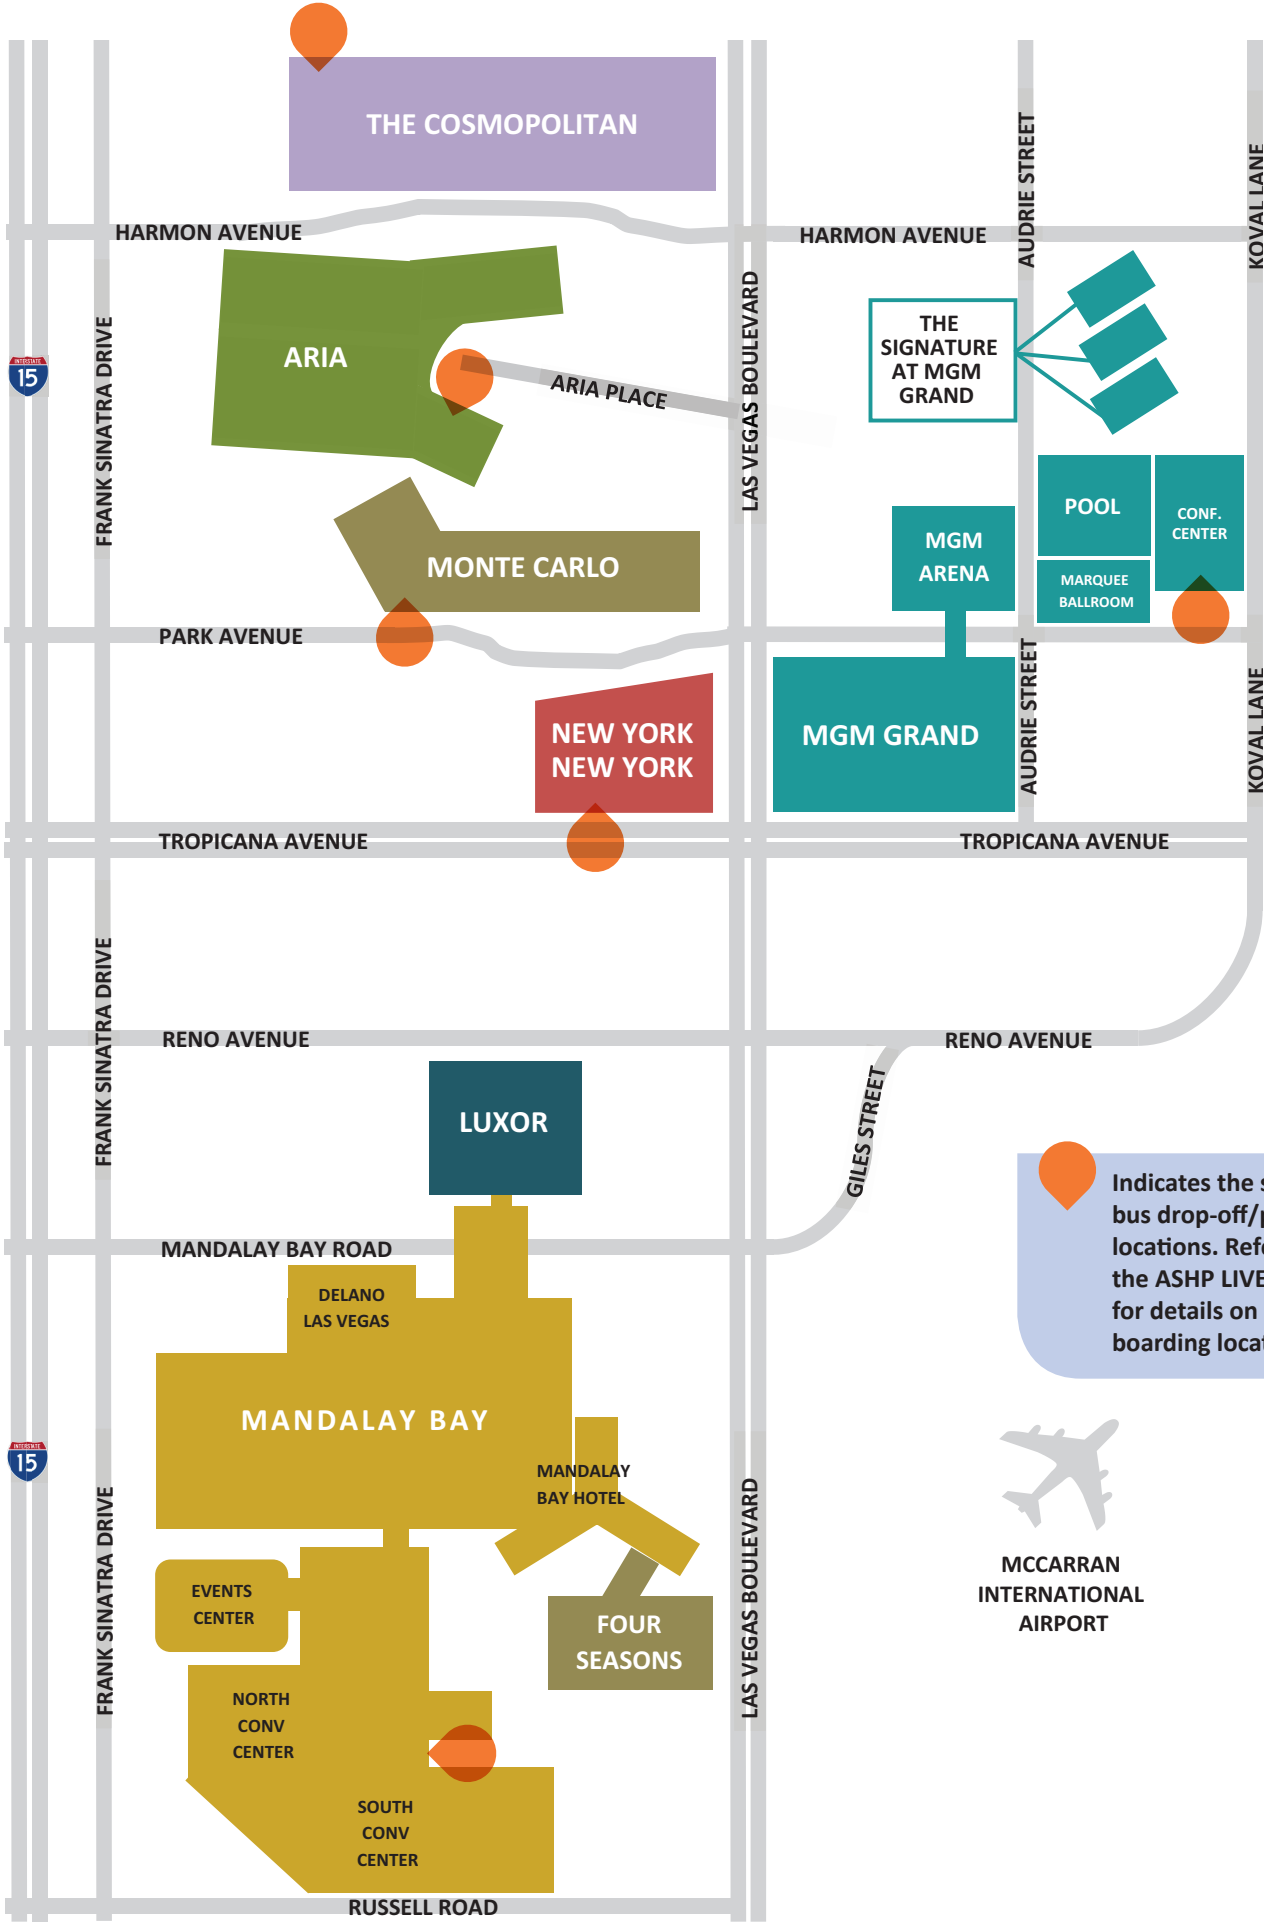 THE COSMOPOLITAN
HARMON AVENUE
HARMON AVENUE
AUDRIE STREET
KOVAL LANE
FRANK SINATRA DRIVE
LAS VEGAS BOULEVARD
INTERSTATE
15
ARIA
ARIA PLACE
THE
SIGNATURE
AT MGM
GRAND
POOL
CONF.
CENTER
MGM
ARENA
MARQUEE
BALLROOM
MONTE CARLO
PARK AVENUE
NEW YORK
NEW YORK
MGM GRAND
AUDRIE STREET
KOVAL LANE
TROPICANA AVENUE
TROPICANA AVENUE
FRANK SINATRA DRIVE
RENO AVENUE
RENO AVENUE
LUXOR
GILES STREET
Indicates the
bus drop-off/
locations.
the ASHP LIVE
for details on
boarding
MANDALAY BAY ROAD
DELANO
LAS VEGAS
MANDALAY BAY
INTERSTATE
15
MANDALAY
BAY HOTEL
FRANK SINATRA DRIVE
LAS VEGAS BOULEVARD
EVENTS
CENTER
FOUR
SEASONS
MCCARRAN
INTERNATIONAL
AIRPORT
NORTH
CONV
CENTER
SOUTH
CONV
CENTER
RUSSELL ROAD